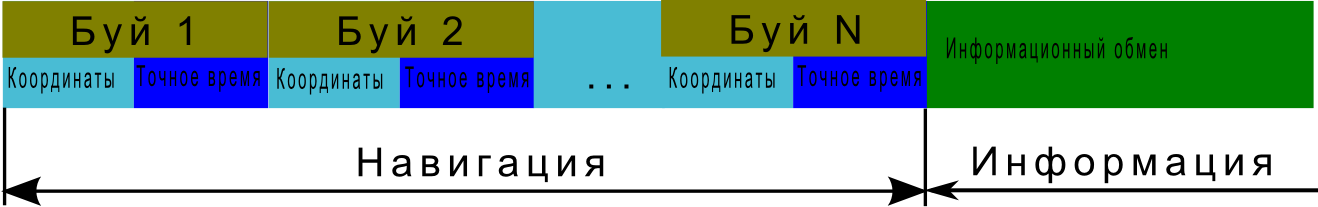 Буй 1 Буй 2 Буй N
Информационный обмен
Координаты Точное время Координаты Точное время ... Координаты Точное время
Навигация Информация